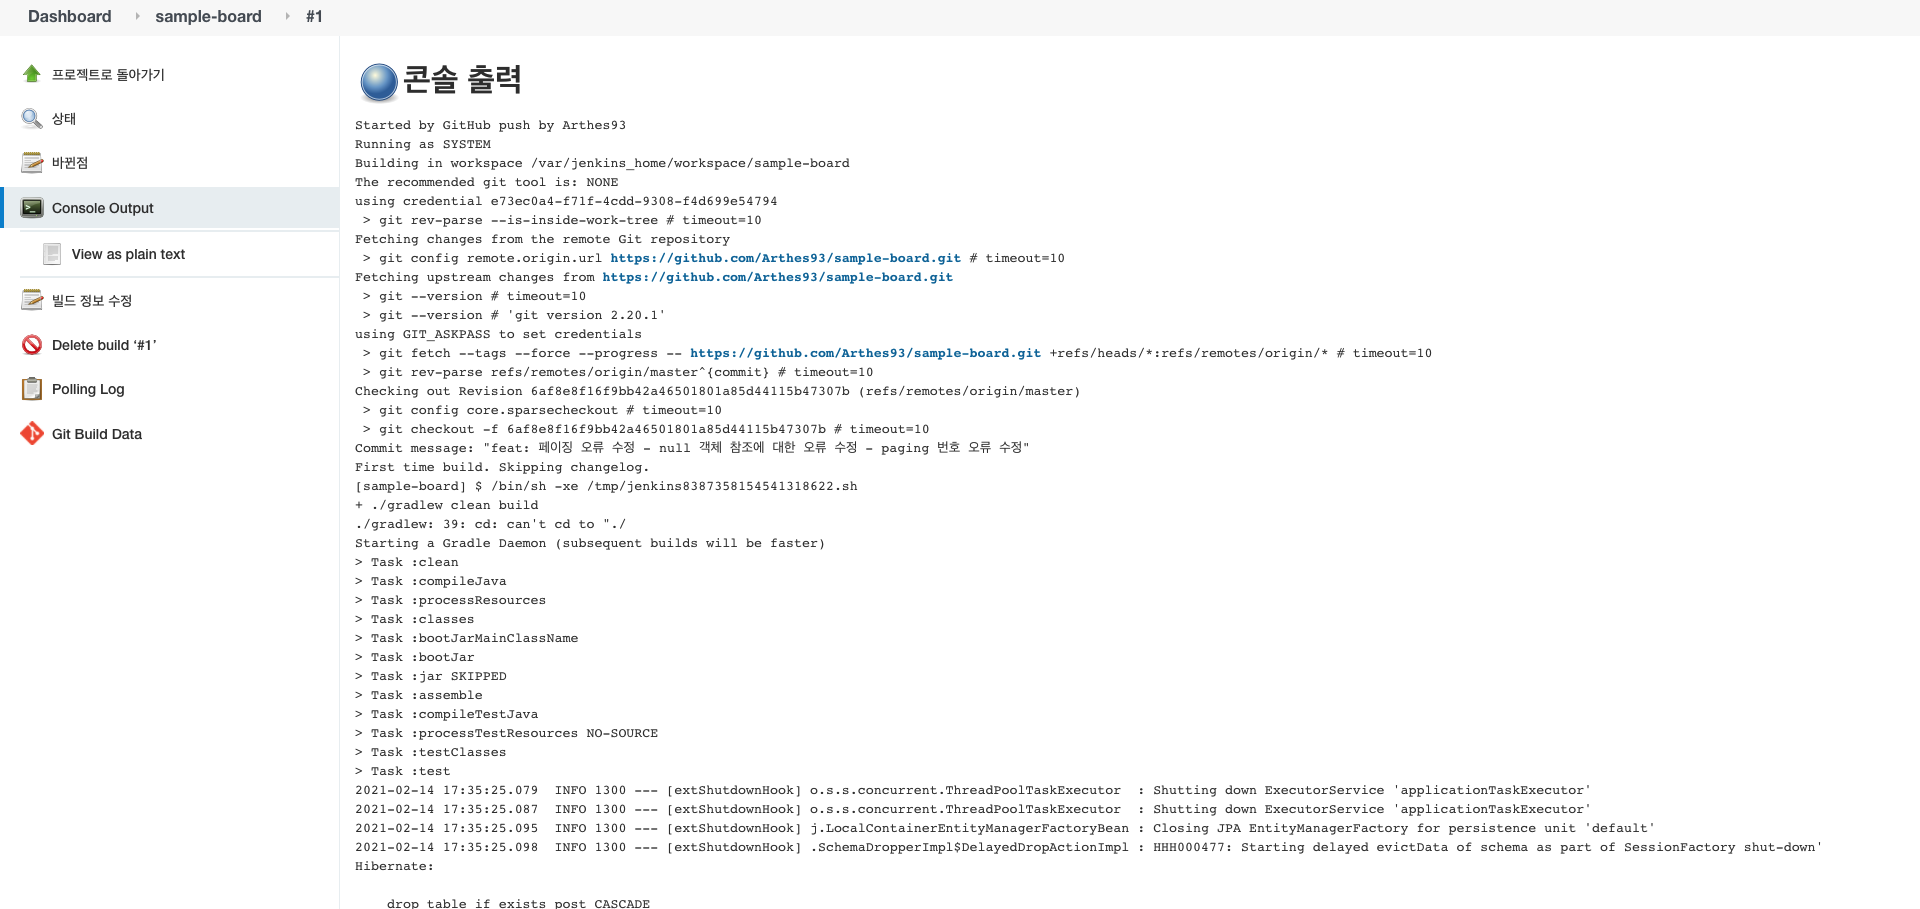 Dashboard
sample-board
#1
프로젝트로 돌아가기
상태
바뀐점
Console Output
View as plain text
빌드 정보 수정
Delete build ‘#1’
Polling Log
Git Build Data
콘솔 출력
Started by GitHub push by Arthes93
Running as SYSTEM
Building in workspace /var/jenkins_home/workspace/sample-board
The recommended git tool is: NONE
using credential e73ec0a4-f71f-4cdd-9308-f4d699e54794
> git rev-parse --is-inside-work-tree # timeout=10
Fetching changes from the remote Git repository
> git config remote.origin.url https://github.com/Arthes93/sample-board.git # timeout=10
Fetching upstream changes from https://github.com/Arthes93/sample-board.git
> git --version # timeout=10
> git --version # 'git version 2.20.1'
using GIT_ASKPASS to set credentials
> git fetch --tags --force --progress -- https://github.com/Arthes93/sample-board.git +refs/heads/*:refs/remotes/origin/* # timeout=10
> git rev-parse refs/remotes/origin/master^{commit} # timeout=10
Checking out Revision 6af8e8f16f9bb42a46501801a85d44115b47307b (refs/remotes/origin/master)
> git config core.sparsecheckout # timeout=10
> git checkout -f 6af8e8f16f9bb42a46501801a85d44115b47307b # timeout=10
Commit message: "feat: 페이징 오류 수정 - null 객체 참조에 대한 오류 수정 - paging 번호 오류 수정"
First time build. Skipping changelog.
[sample-board] $ /bin/sh -xe /tmp/jenkins8387358154541318622.sh
+ ./gradlew clean build
./gradlew: 39: cd: can't cd to "./
Starting a Gradle Daemon (subsequent builds will be faster)
> Task :clean
> Task :compileJava
> Task :processResources
> Task :classes
> Task :bootJarMainClassName
> Task :bootJar
> Task :jar SKIPPED
> Task :assemble
> Task :compileTestJava
> Task :processTestResources NO-SOURCE
> Task :testClasses
> Task :test
2021-02-14 17:35:25.079  INFO 1300 --- [extShutdownHook] o.s.s.concurrent.ThreadPoolTaskExecutor  : Shutting down ExecutorService 'applicationTaskExecutor'
2021-02-14 17:35:25.087  INFO 1300 --- [extShutdownHook] o.s.s.concurrent.ThreadPoolTaskExecutor  : Shutting down ExecutorService 'applicationTaskExecutor'
2021-02-14 17:35:25.095  INFO 1300 --- [extShutdownHook] j.LocalContainerEntityManagerFactoryBean : Closing JPA EntityManagerFactory for persistence unit 'default'
2021-02-14 17:35:25.098  INFO 1300 --- [extShutdownHook] .SchemaDropperImpl$DelayedDropActionImpl : HHH000477: Starting delayed evictData of schema as part of SessionFactory shut-down'
Hibernate:
drop table if exists post CASCADE